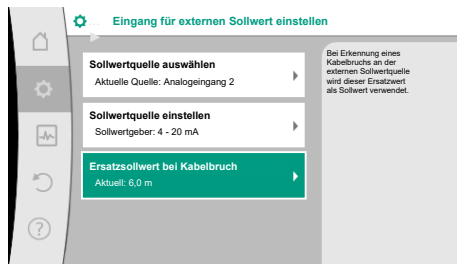 Eingang für externen Sollwert einstellen
Sollwertquelle auswählen
Aktuelle Quelle: Analogeingang 2
Sollwertquelle einstellen
Sollwertgeber: 4 - 20 mA
Ersatzsollwert bei Kabelbruch
Aktuell: 6,0 m
Bei Erkennung eines
Kabelbruchs an der
externen Sollwertquelle
wird dieser Ersatzwert
als Sollwert verwendet.
?